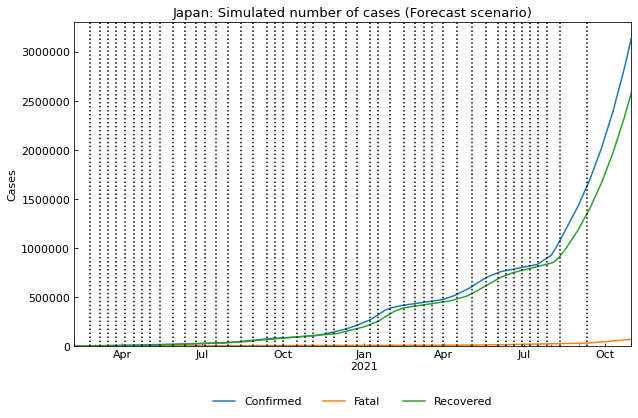 Japan: Simulated number of cases (Forecast scenario)
3000000
2500000
2000000
1500000
1000000
500000
0
Cases
Apr Jul Oct Jan Apr Jul Oct
2021
Confirmed Fatal Recovered